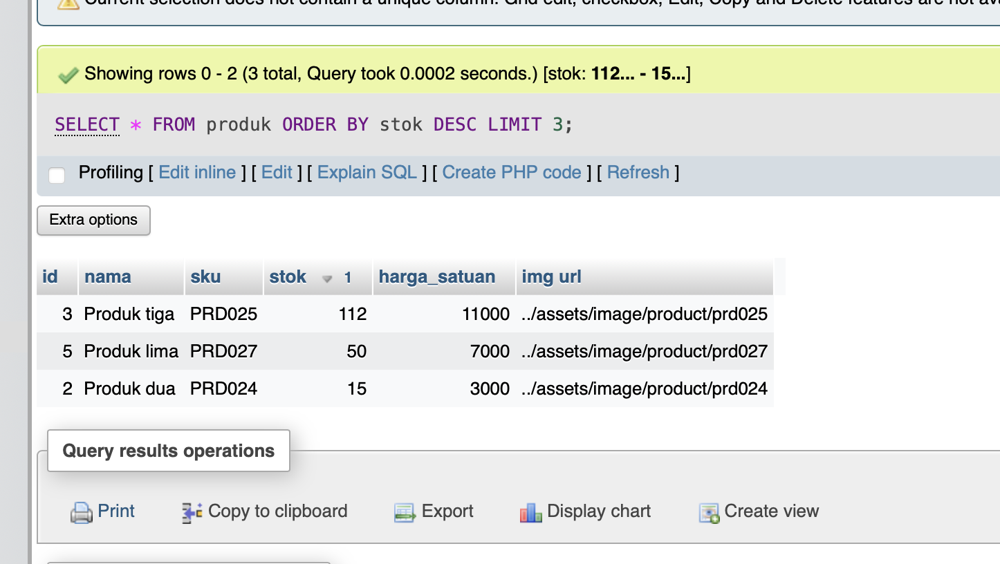 Current selection does not contain a unique column. Grid edit, checkbox, Edit, Copy and Delete features are not
Showing rows 0 - 2 (3 total, Query took 0.0002 seconds.) [stok: 112... - 15...]
SELECT * FROM produk ORDER BY stok DESC LIMIT 3;
Profiling [ Edit inline ] [ Edit ] [ Explain SQL ] [ Create PHP code ] [ Refresh ]
Extra options
id nama sku stok 1 harga_satuan img url
3 Produk tiga PRD025 112 11000 ../assets/image/product/prd025
5 Produk lima PRD027 50 7000 ../assets/image/product/prd027
2 Produk dua PRD024 15 3000 ../assets/image/product/prd024
Query results operations
Print Copy to clipboard Export Display chart Create view